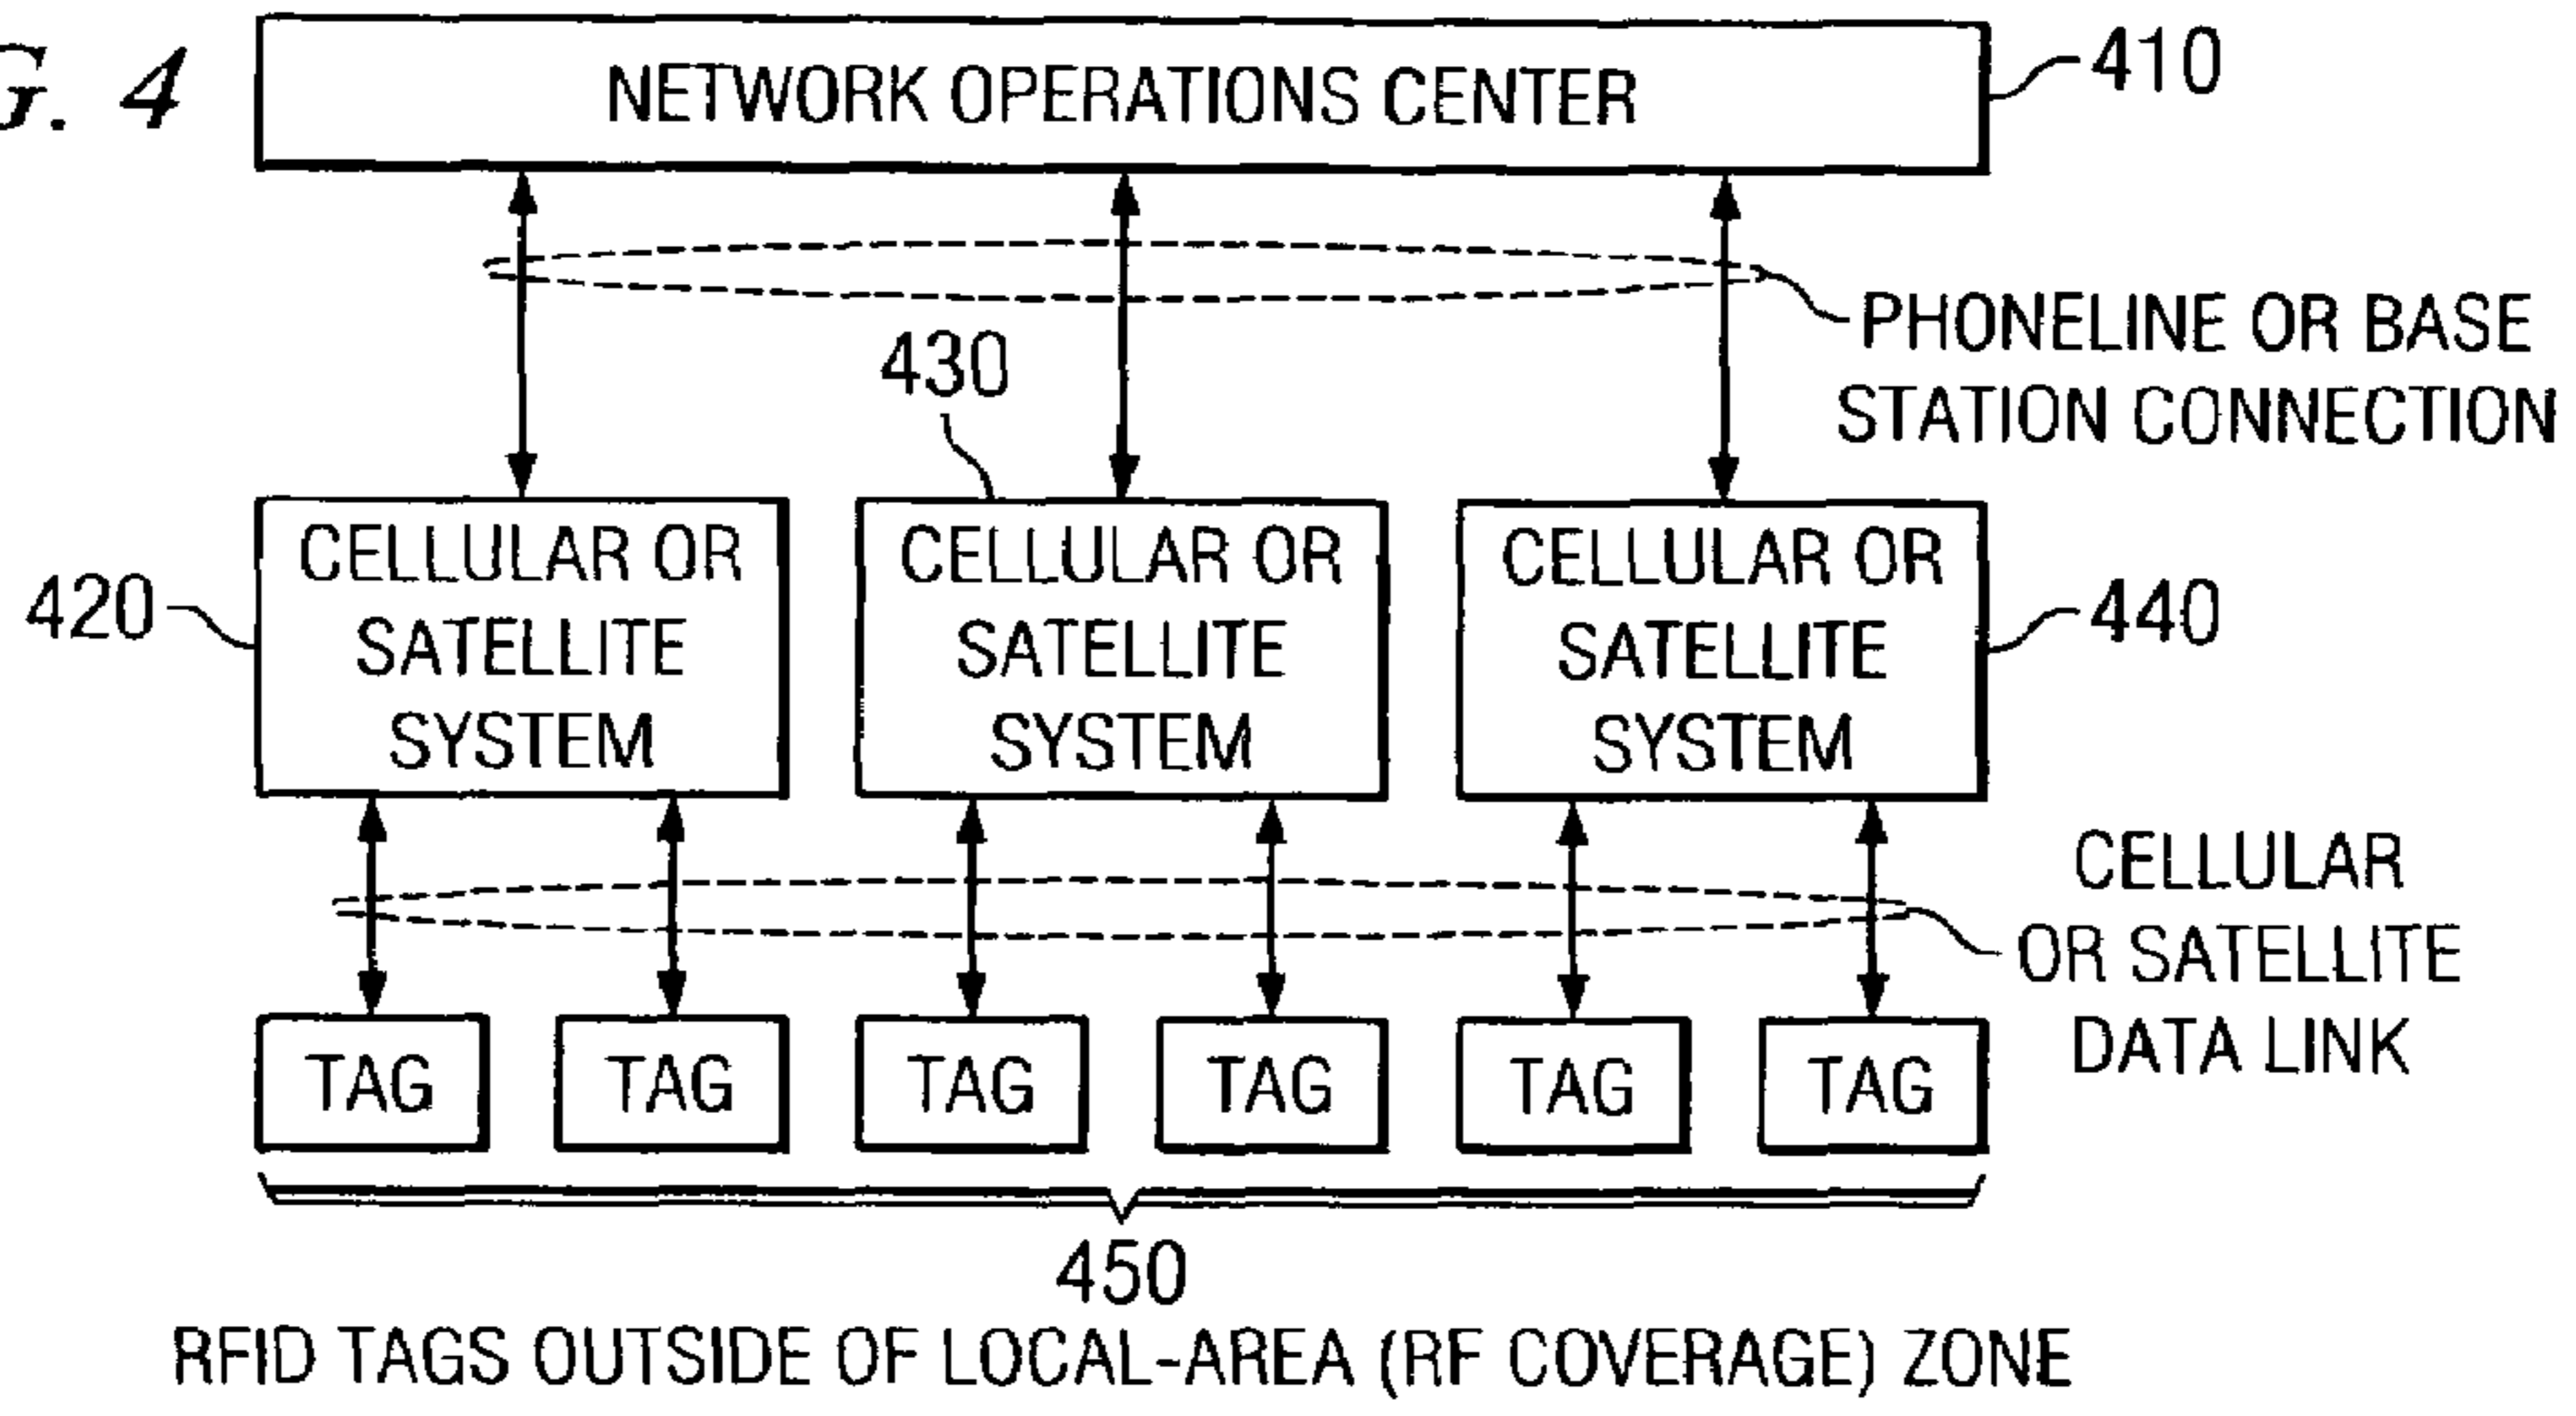 G. 4
NETWORK OPERATIONS CENTER
410
PHONELINE OR BASE
STATION CONNECTION
430
420
CELLULAR OR
SATELLITE
SYSTEM
CELLULAR OR
SATELLITE
SYSTEM
CELLULAR OR
SATELLITE
SYSTEM
440
CELLULAR
OR SATELLITE
DATA LINK
TAG
TAG
TAG
TAG
TAG
TAG
450
RFID TAGS OUTSIDE OF LOCAL-AREA (RF COVERAGE) ZONE